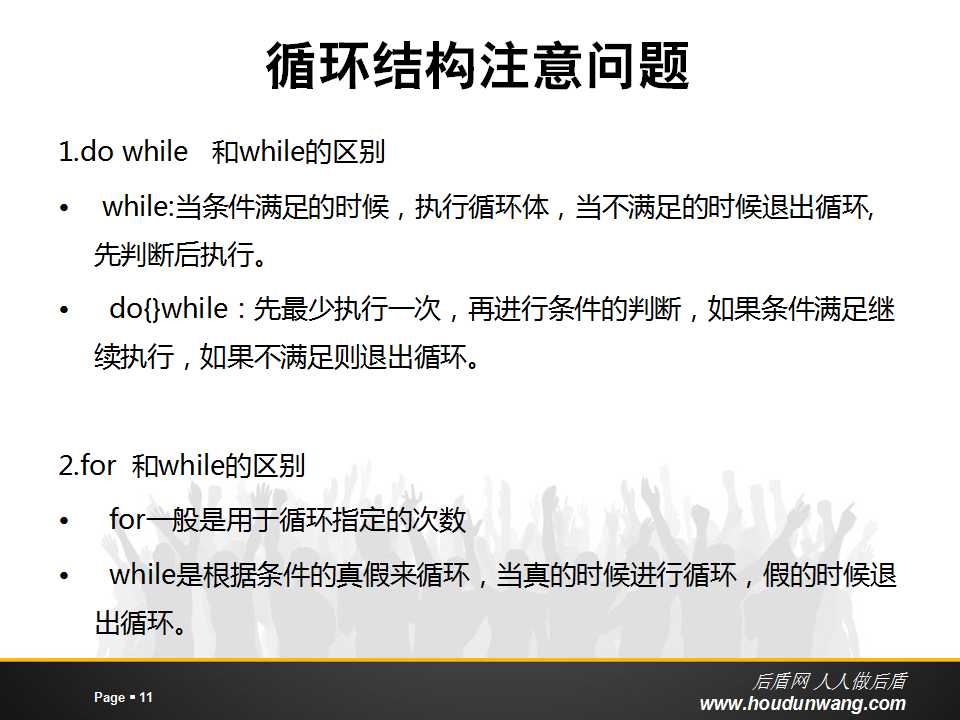 循环结构注意问题
1.do while 和while的区别
• while:当条件满足的时候，执行循环体，当不满足的时候退出循环,
先判断后执行。
• do{}while：先最少执行一次，再进行条件的判断，如果条件满足继
续执行，如果不满足则退出循环。
2.for 和while的区别
• for一般是用于循环指定的次数
• while是根据条件的真假来循环，当真的时候进行循环，假的时候退
出循环。
Page ▪ 11
后盾网 人人做后盾
www.houdunwang.com